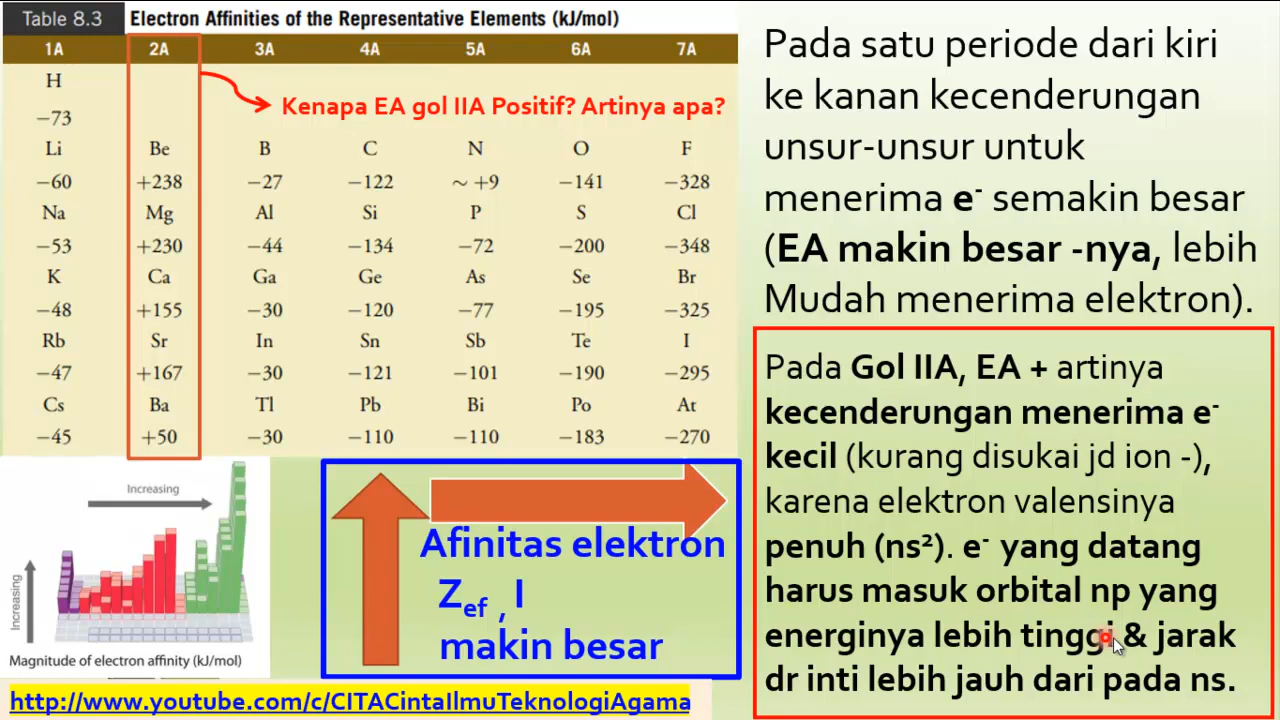 Table 8.3 Electron Affinities of the Representative Elements (kJ/mol)
1A 2A 3A 4A 5A 6A 7A
H
−73
Kenapa EA gol IIA Positif? Artinya apa?
Li Be B C N O F
−60 +238 −27 −122 ~ +9 −141 −328
Na Mg Al Si P S Cl
−53 +230 −44 −134 −72 −200 −348
K Ca Ga Ge As Se Br
−48 +155 −30 −120 −77 −195 −325
Rb Sr In Sn Sb Te I
−47 +167 −30 −121 −101 −190 −295
Cs Ba Tl Pb Bi Po At
−45 +50 −30 −110 −110 −183 −270
Increasing
Increasing
Magnitude of electron affinity (kJ/mol)
Afinitas elektron
Zef , I
makin besar
http://www.youtube.com/c/CITACintaIlmuTeknologiAgama
Pada satu periode dari kiri
ke kanan kecenderungan
unsur-unsur untuk
menerima e- semakin besar
(EA makin besar -nya, lebih
Mudah menerima elektron).
Pada Gol IIA, EA + artinya
kecenderungan menerima e-
kecil (kurang disukai jd ion -),
karena elektron valensinya
penuh (ns²). e- yang datang
harus masuk orbital np yang
energinya lebih tinggi & jarak
dr inti lebih jauh dari pada ns.